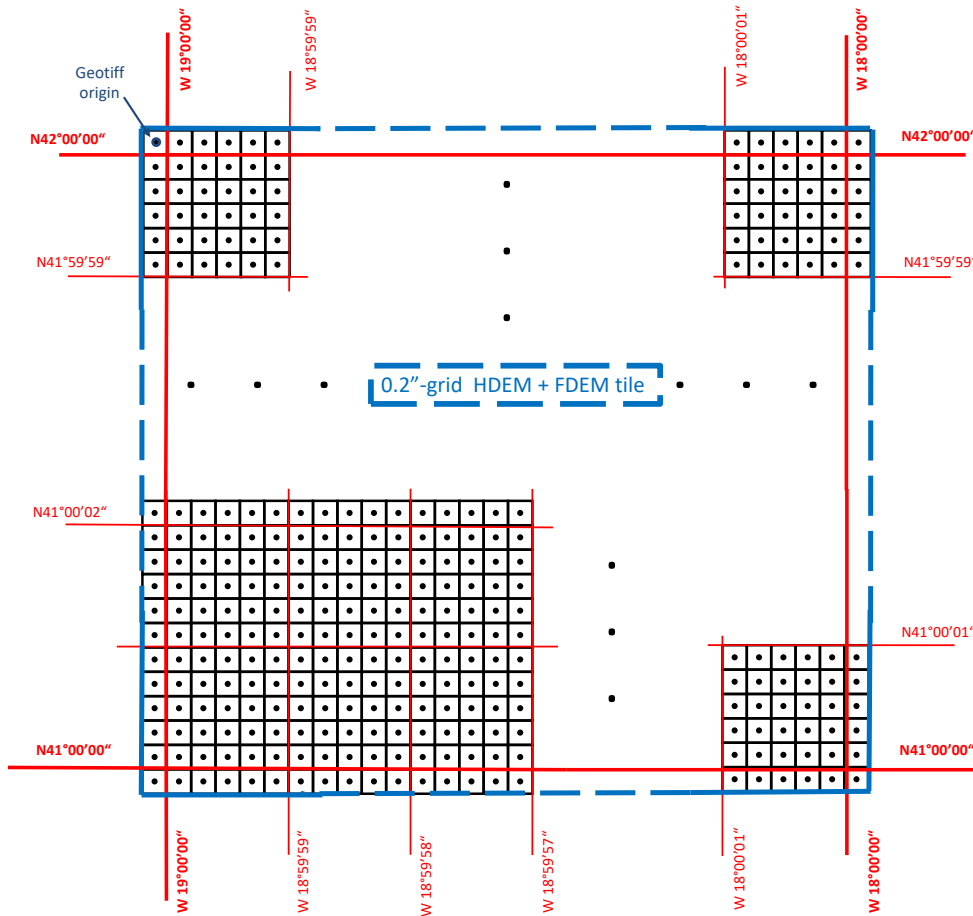 W 19°00’00“
W 18°59’59“
W 18°00’01“
W 18°00’00“
Geotiff
origin
N42°00’00“
N42°00’00“
N41°59’59“
N41°59’59“
0.2”-grid HDEM + FDEM tile
N41°00’02“
N41°00’01“
N41°00’00“
N41°00’00“
W 19°00’00“
W 18°59’59“
W 18°59’58“
W 18°59’57“
W 18°00’01“
W 18°00’00“